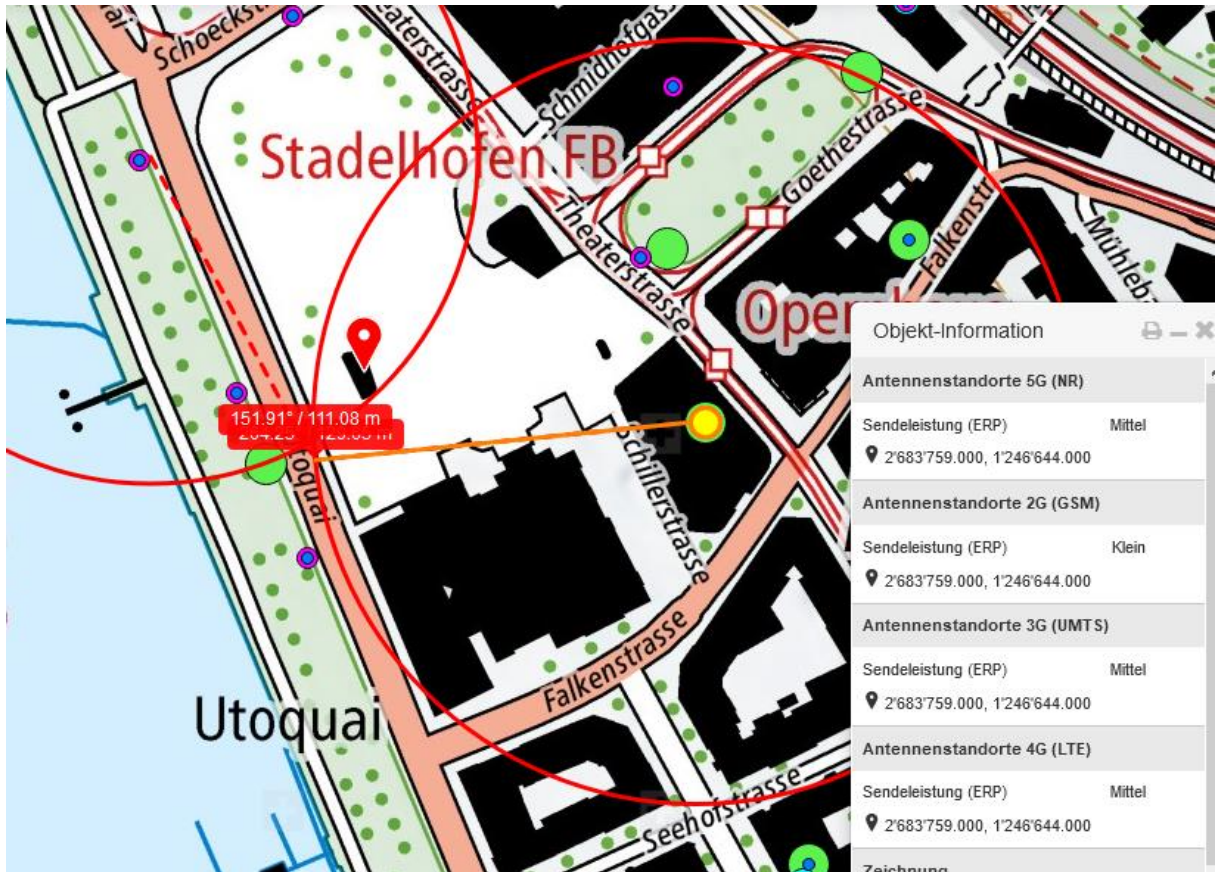 Schoeckstr
Theaterstrasse
Schmidhofgass
Stadelhofen FB
Goethestrasse
Theaterstrasse
Falkenstr
Mühleba
Opernhaus
151.91° / 111.08 m
Utoquai
Schillerstrasse
Falkenstrasse
Utoquai
Seehofstrasse
Objekt-Information
Antennenstandorte 5G (NR)
Sendeleistung (ERP) Mittel
2'683'759.000, 1'246'644.000
Antennenstandorte 2G (GSM)
Sendeleistung (ERP) Klein
2'683'759.000, 1'246'644.000
Antennenstandorte 3G (UMTS)
Sendeleistung (ERP) Mittel
2'683'759.000, 1'246'644.000
Antennenstandorte 4G (LTE)
Sendeleistung (ERP) Mittel
2'683'759.000, 1'246'644.000
Zeichnung